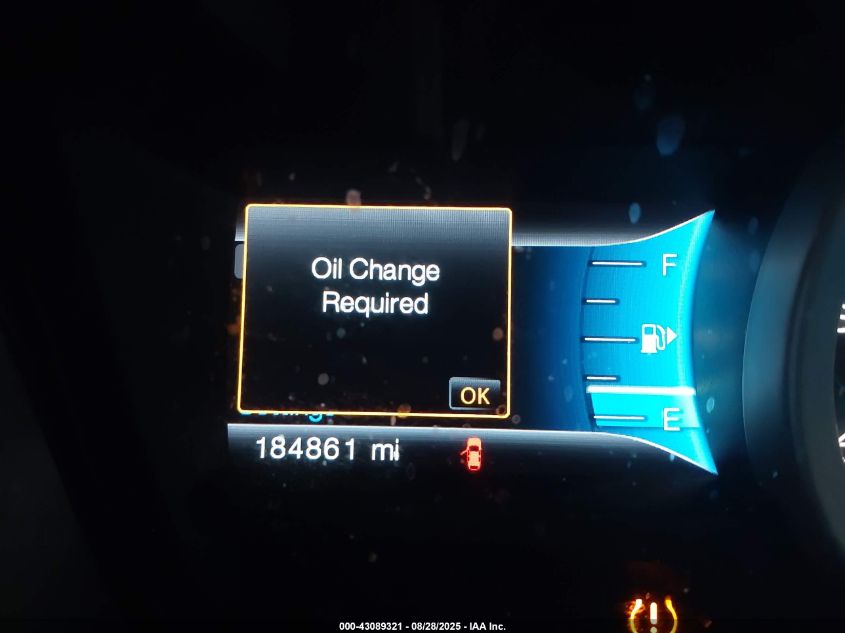 Oil Change
Required
F
OK
E
184861 mi
000-43089321 - 08/28/2025 - IAA Inc.